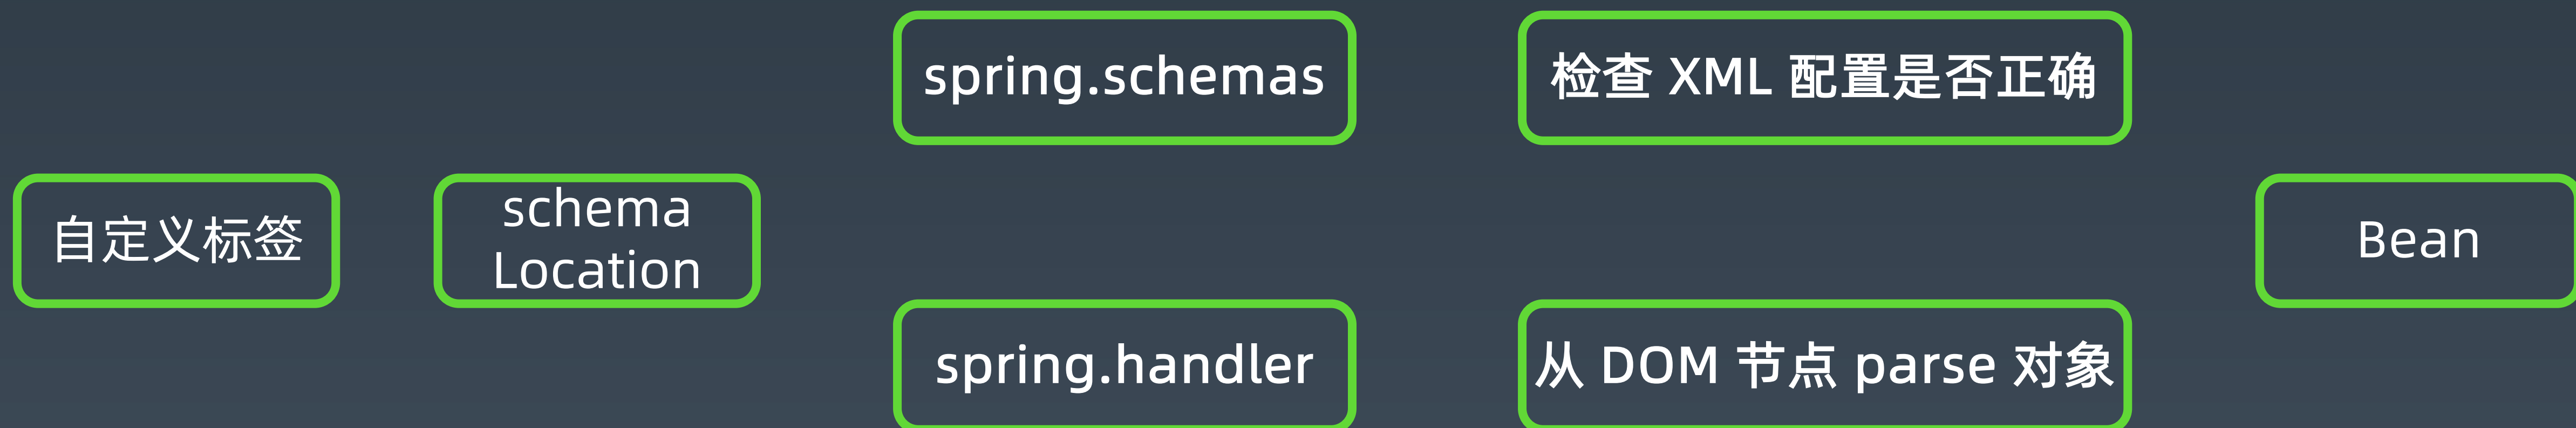 spring.schemas
检查 XML 配置是否正确
自定义标签
schema
Location
Bean
spring.handler
从 DOM 节点 parse 对象